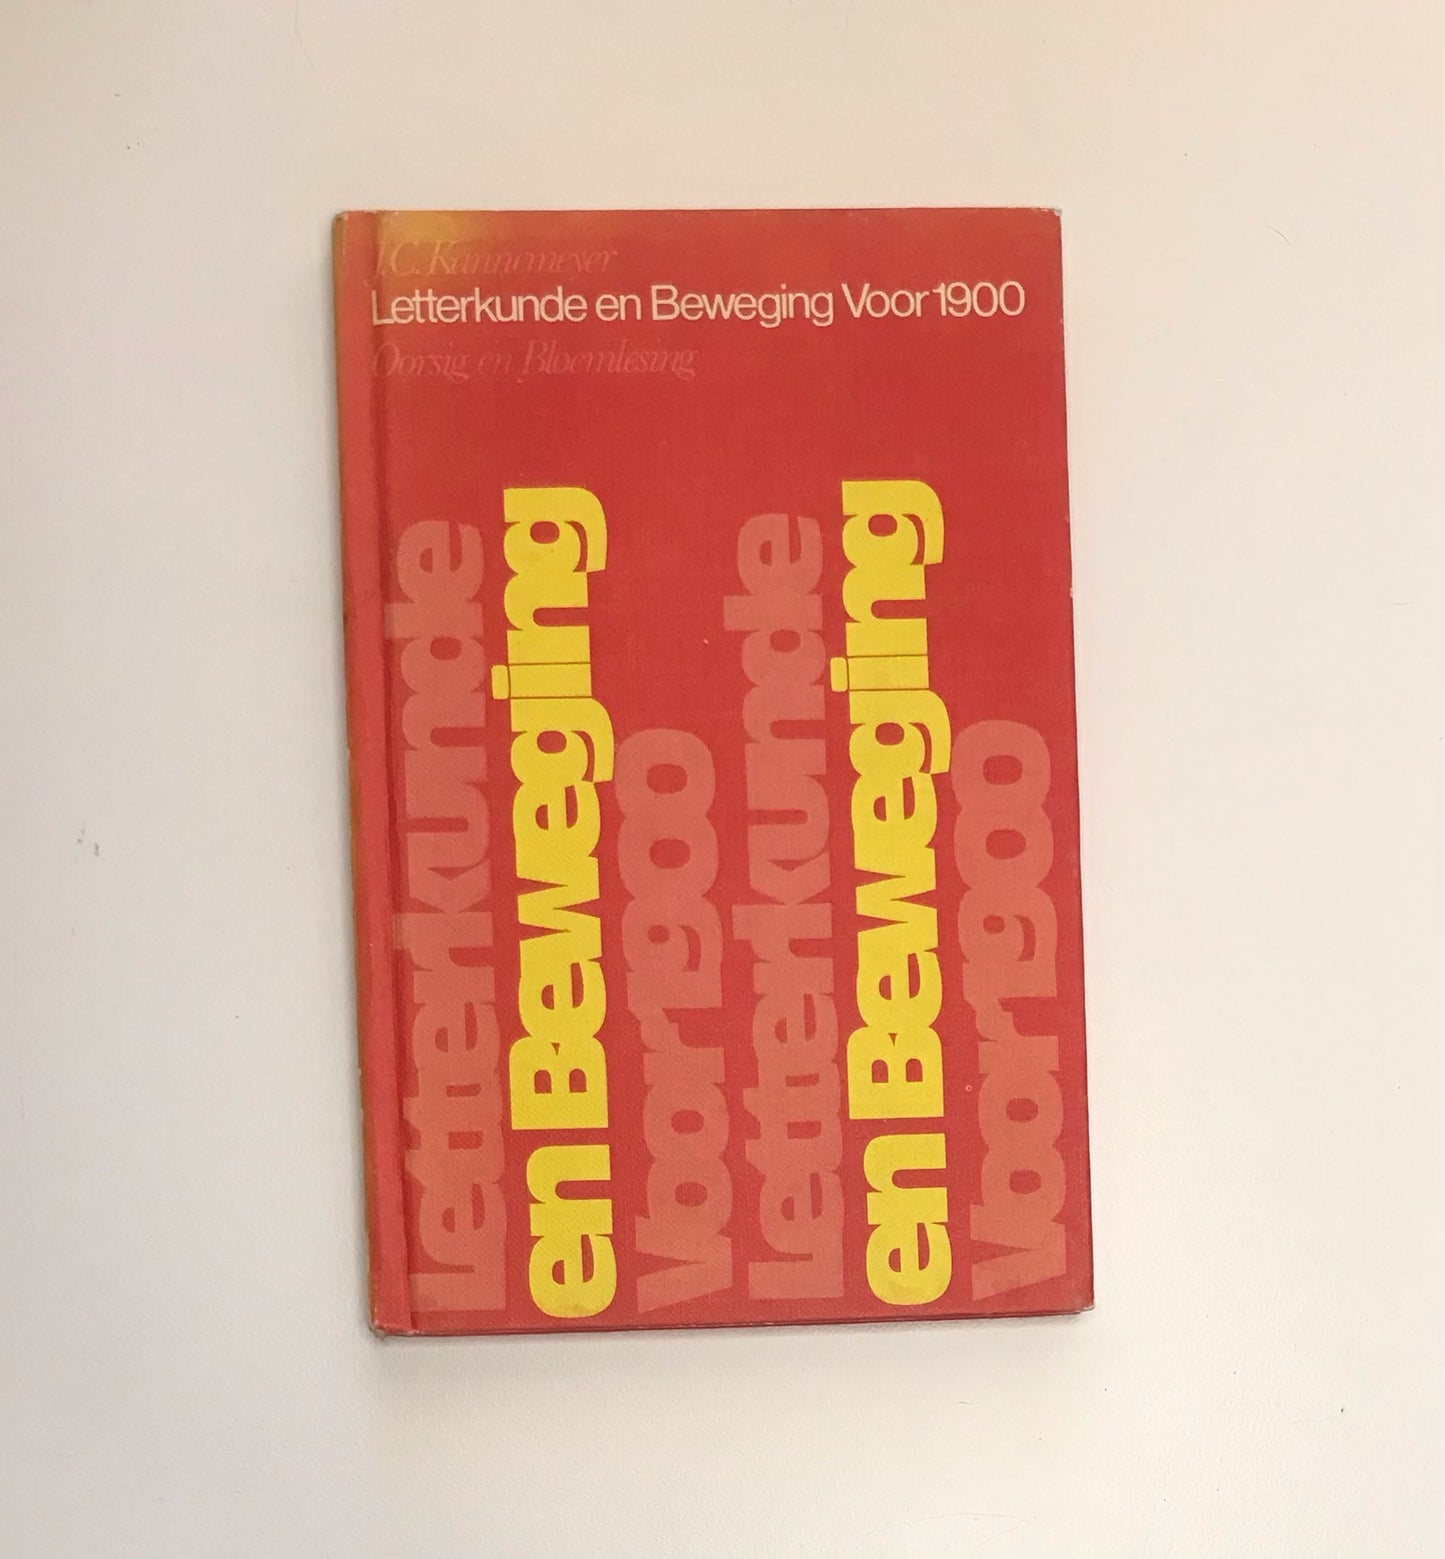 J.C. Kannemeyer
Letterkunde en Beweging Voor 1900
Oorsig en Bloemlesing
Letterkunde
en Beweging
Voor 1900
Letterkunde
en Beweging
Voor 1900